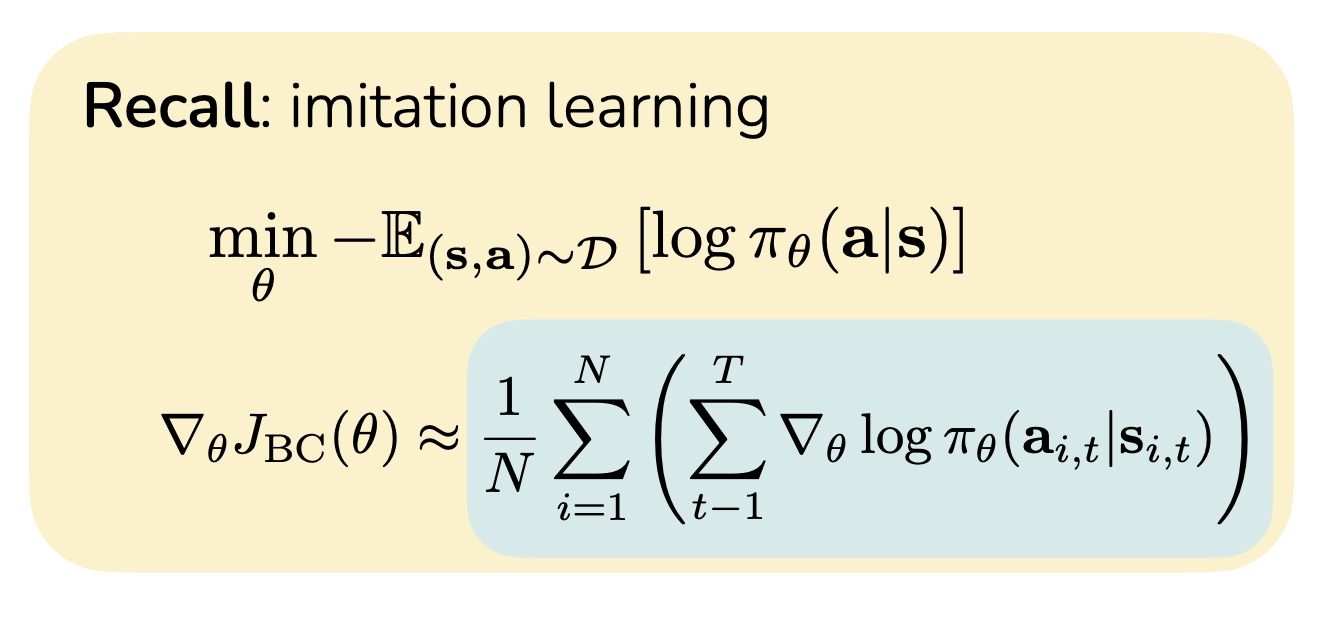 Recall: imitation learning
min_θ −𝔼_{(𝐬,𝐚)∼𝒟} [log π_θ(𝐚|𝐬)]
∇_θ J_BC(θ) ≈ 1/N ∑_{i=1}^{N} ( ∑_{t−1}^{T} ∇_θ log π_θ(𝐚_{i,t}|𝐬_{i,t}) )